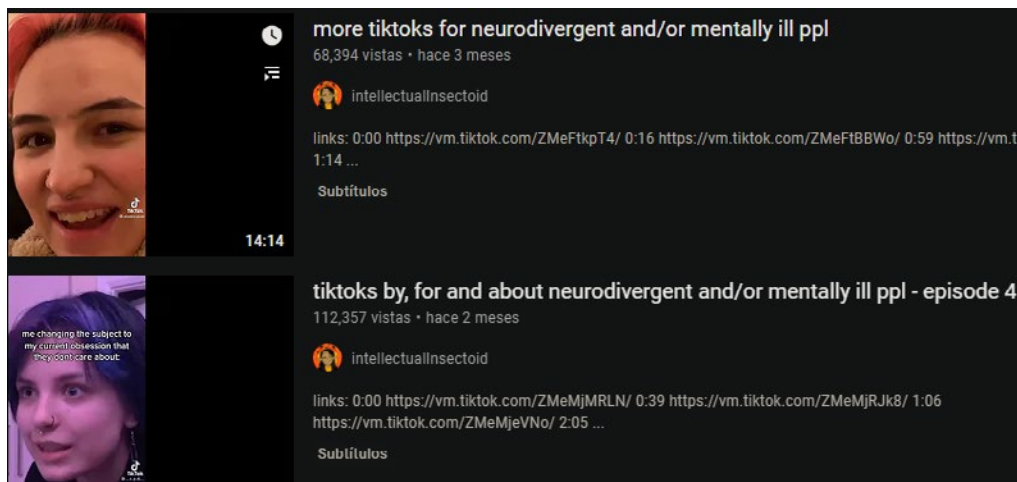 more tiktoks for neurodivergent and/or mentally ill ppl
68,394 vistas • hace 3 meses
intellectualInsectoid
links: 0:00 https://vm.tiktok.com/ZMeFtkpT4/ 0:16 https://vm.tiktok.com/ZMeFtBBWo/ 0:59 https://vm.t
1:14 ...
Subtítulos
TikTok
14:14
tiktoks by, for and about neurodivergent and/or mentally ill ppl - episode 4
112,357 vistas • hace 2 meses
me changing the subject to
my current obsession that
they dont care about:
intellectualInsectoid
links: 0:00 https://vm.tiktok.com/ZMeMjMRLN/ 0:39 https://vm.tiktok.com/ZMeMjRJk8/ 1:06
https://vm.tiktok.com/ZMeMjeVNo/ 2:05 ...
Subtítulos
TikTok